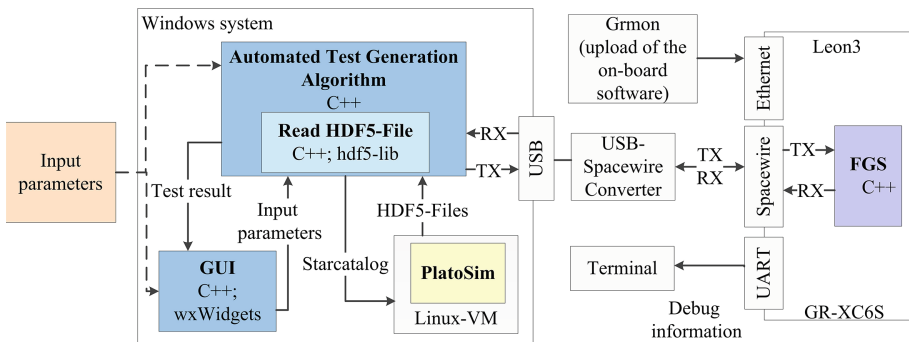 Windows system
Automated Test Generation
Algorithm
C++
Read HDF5-File
C++; hdf5-lib
Input
parameters
Test result
Input
parameters
Starcatalog
HDF5-Files
GUI
C++;
wxWidgets
PlatoSim
Linux-VM
RX
TX
USB
USB-
Spacewire
Converter
TX
RX
Grmon
(upload of the
on-board
software)
Ethernet
Leon3
Spacewire
TX
RX
FGS
C++
Terminal
UART
Debug
information
GR-XC6S